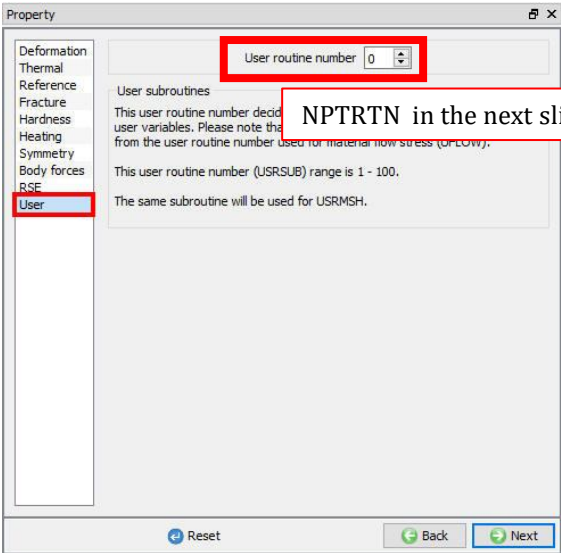 Property
Deformation
Thermal
Reference
Fracture
Hardness
Heating
Symmetry
Body forces
RSE
User
User routine number 0
User subroutines
This user routine number decid
user variables. Please note tha
from the user routine number used for material flow stress (UFLOW).
NPTRTN in the next sli
This user routine number (USRSUB) range is 1 - 100.
The same subroutine will be used for USRMSH.
Reset
Back
Next